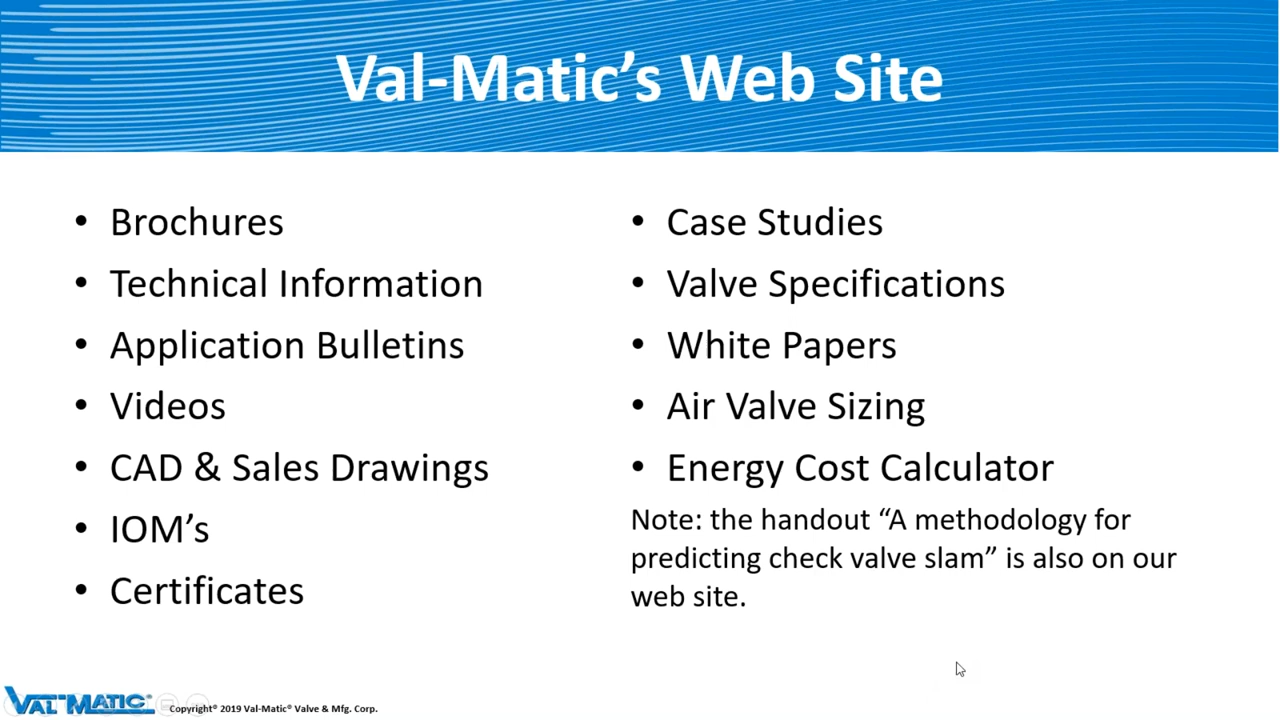 Val-Matic’s Web Site
• Brochures
• Technical Information
• Application Bulletins
• Videos
• CAD & Sales Drawings
• IOM’s
• Certificates
• Case Studies
• Valve Specifications
• White Papers
• Air Valve Sizing
• Energy Cost Calculator
Note: the handout “A methodology for
predicting check valve slam” is also on our
web site.
VAL MATIC®
Copyright® 2019 Val-Matic® Valve & Mfg. Corp.